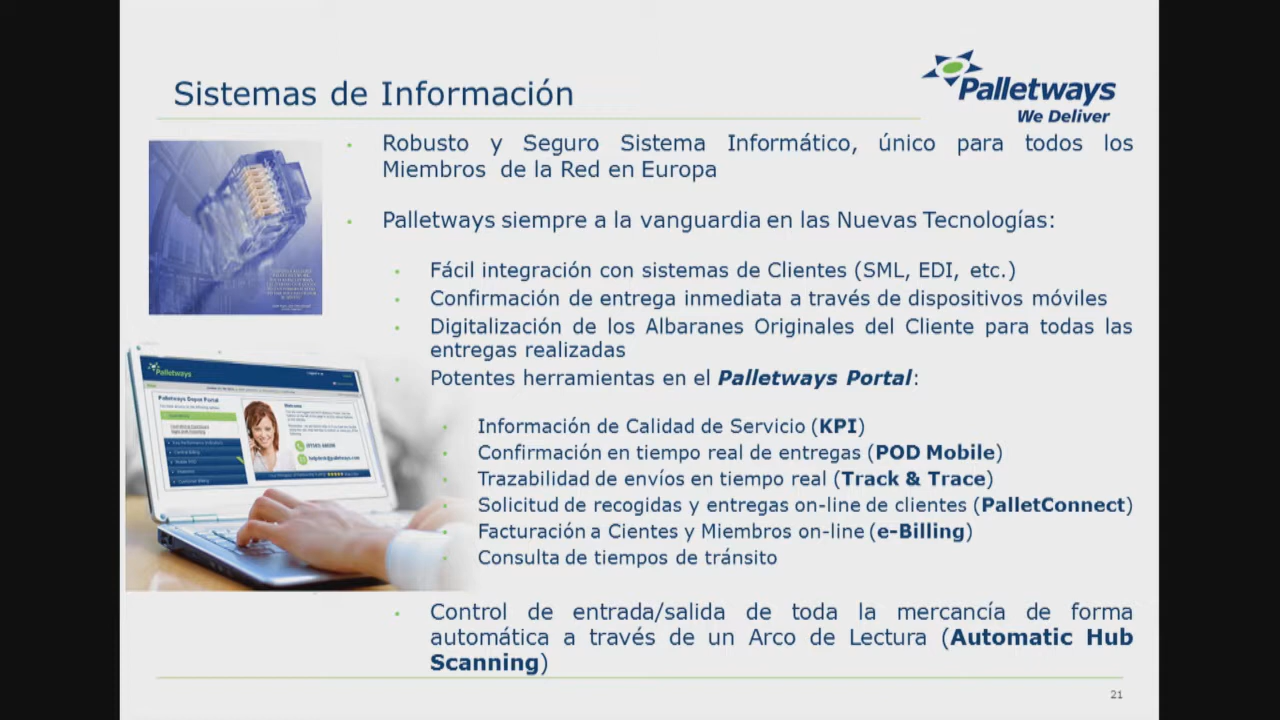 Sistemas de Información
Palletways
We Deliver
Robusto y Seguro Sistema Informático, único para todos los
Miembros de la Red en Europa
Palletways siempre a la vanguardia en las Nuevas Tecnologías:
Fácil integración con sistemas de Clientes (SML, EDI, etc.)
Confirmación de entrega inmediata a través de dispositivos móviles
Digitalización de los Albaranes Originales del Cliente para todas las
entregas realizadas
Potentes herramientas en el Palletways Portal:
Palletways
Palletways Depot Portal
Welcome
Información de Calidad de Servicio (KPI)
Confirmación en tiempo real de entregas (POD Mobile)
Trazabilidad de envíos en tiempo real (Track & Trace)
Solicitud de recogidas y entregas on-line de clientes (PalletConnect)
Facturación a Cientes y Miembros on-line (e-Billing)
Consulta de tiempos de tránsito
Control de entrada/salida de toda la mercancía de forma
automática a través de un Arco de Lectura (Automatic Hub
Scanning)
21